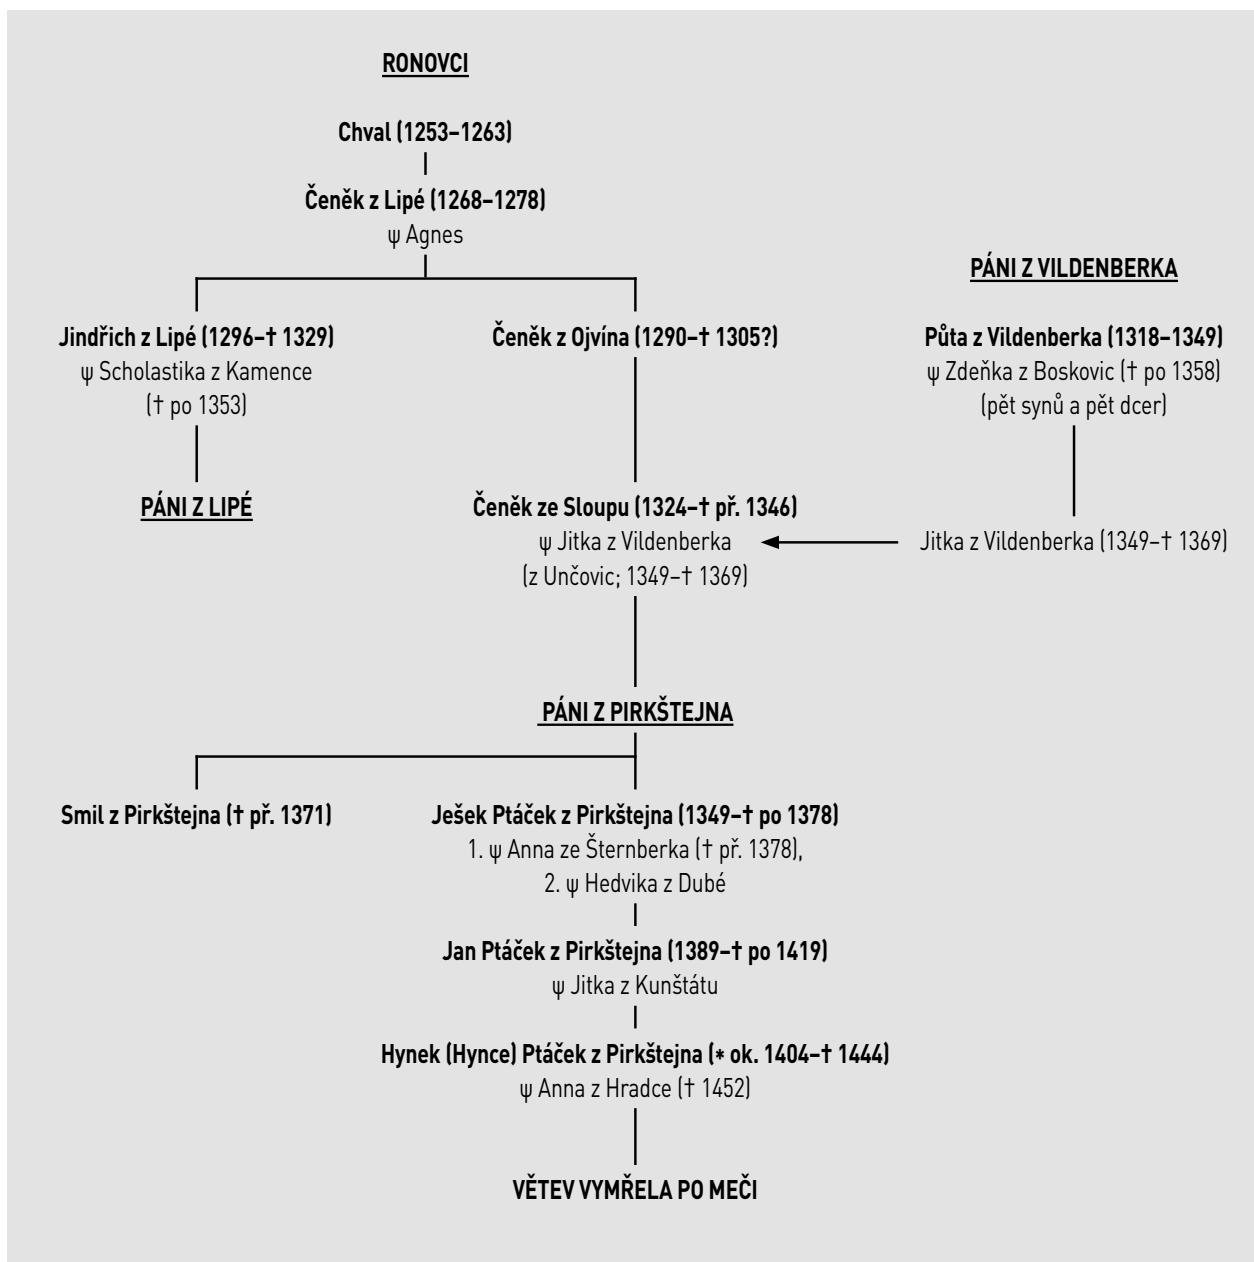 RONOVCI
Chval (1253–1263)
Čeněk z Lipé (1268–1278)
ψ Agnes
PÁNI Z VILDENBERKA
Jindřich z Lipé (1296–† 1329)
ψ Scholastika z Kamence
(† po 1353)
Čeněk z Ojvína (1290–† 1305?)
Půta z Vildenberka (1318–1349)
ψ Zdeňka z Boskovic († po 1358)
(pět synů a pět dcer)
PÁNI Z LIPÉ
Čeněk ze Sloupu (1324–† př. 1346)
ψ Jitka z Vildenberka
(z Unčovic; 1349–† 1369)
Jitka z Vildenberka (1349–† 1369)
PÁNI Z PIRKŠTEJNA
Smil z Pirkštejna († př. 1371)
Ješek Ptáček z Pirkštejna (1349–† po 1378)
1. ψ Anna ze Šternberka († př. 1378),
2. ψ Hedvika z Dubé
Jan Ptáček z Pirkštejna (1389–† po 1419)
ψ Jitka z Kunštátu
Hynek (Hynce) Ptáček z Pirkštejna (* ok. 1404–† 1444)
ψ Anna z Hradce († 1452)
VĚTEV VYMŘELA PO MEČI